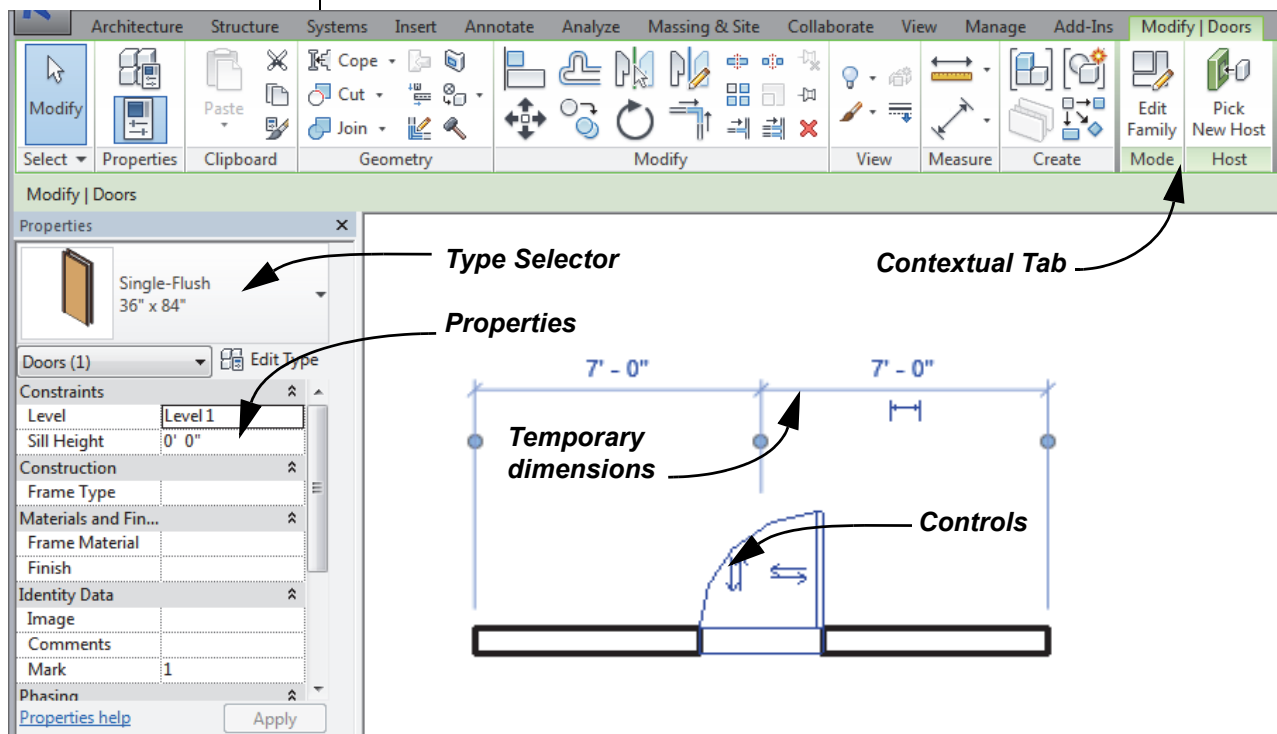 Architecture Structure Systems Insert Annotate Analyze Massing & Site Collaborate View Manage Add-Ins Modify | Doors
Cope
Cut
Join
Modify
Paste
Edit Family
Pick New Host
Select Properties Clipboard Geometry Modify View Measure Create Mode Host
Modify | Doors
Properties
Single-Flush
36" x 84"
Doors (1) Edit Type
Constraints
Level Level 1
Sill Height 0' 0"
Construction
Frame Type
Materials and Fin...
Frame Material
Finish
Identity Data
Image
Comments
Mark 1
Phasing
Properties help Apply
Type Selector
Contextual Tab
Properties
7' - 0" 7' - 0"
Temporary
dimensions
Controls